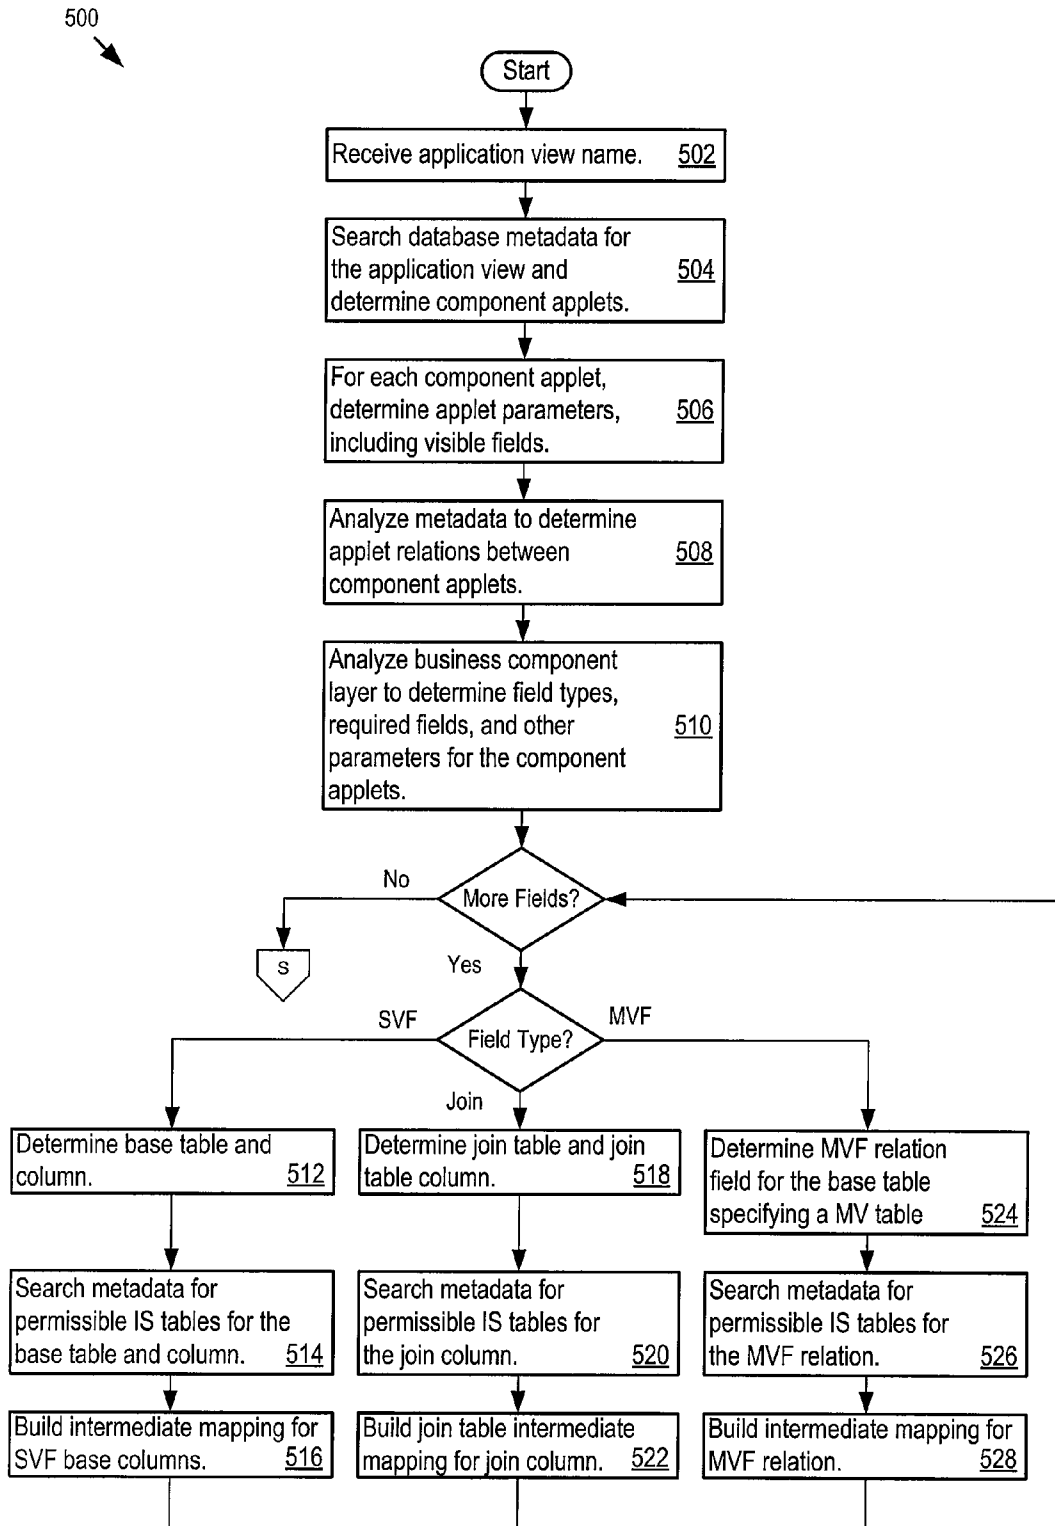 500
Start
Receive application view name. 502
Search database metadata for
the application view and 504
determine component applets.
For each component applet,
determine applet parameters, 506
including visible fields.
Analyze metadata to determine
applet relations between 508
component applets.
Analyze business component
layer to determine field types,
required fields, and other 510
parameters for the component
applets.
No
More Fields?
S
Yes
SVF
MVF
Field Type?
Join
Determine base table and
column. 512
Determine join table and join
table column. 518
Determine MVF relation
field for the base table
specifying a MV table 524
Search metadata for
permissible IS tables for the
base table and column. 514
Search metadata for
permissible IS tables for
the join column. 520
Search metadata for
permissible IS tables for
the MVF relation. 526
Build intermediate mapping for
SVF base columns. 516
Build join table intermediate
mapping for join column. 522
Build intermediate mapping for
MVF relation. 528